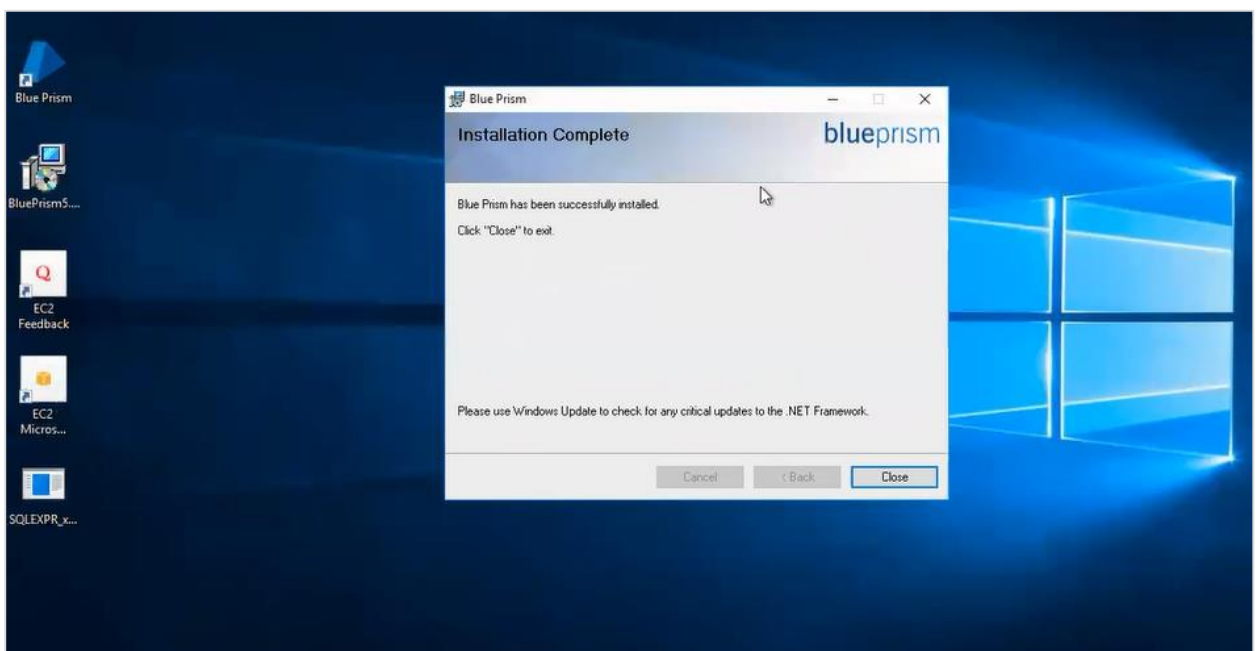 Blue Prism
BluePrism5....
EC2
Feedback
EC2
Micros...
SQLEXPR_x...
Blue Prism
Installation Complete
blueprism
Blue Prism has been successfully installed.
Click "Close" to exit.
Please use Windows Update to check for any critical updates to the .NET Framework.
Cancel
< Back
Close